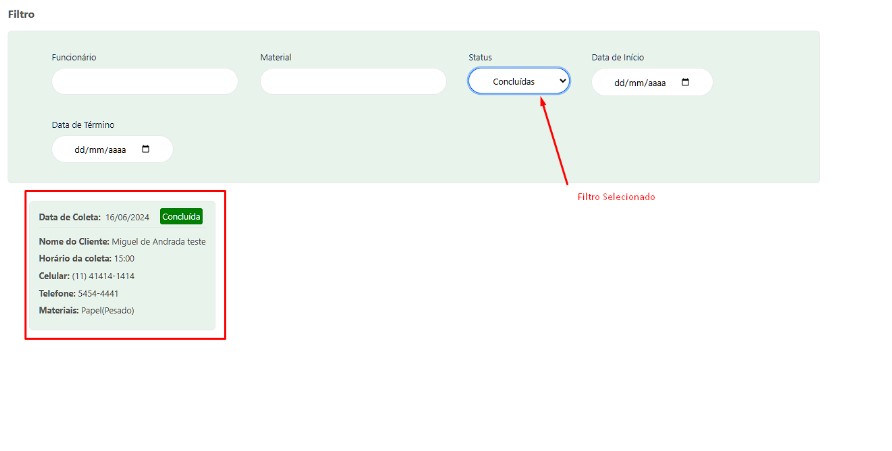 Filtro
Funcionário
Material
Status
Data de Início
Concluídas
dd/mm/aaaa
Data de Término
dd/mm/aaaa
Filtro Selecionado
Data de Coleta: 16/06/2024 Concluída
Nome do Cliente: Miguel de Andrada teste
Horário da coleta: 15:00
Celular: (11) 41414-1414
Telefone: 5454-4441
Materiais: Papel(Pesado)